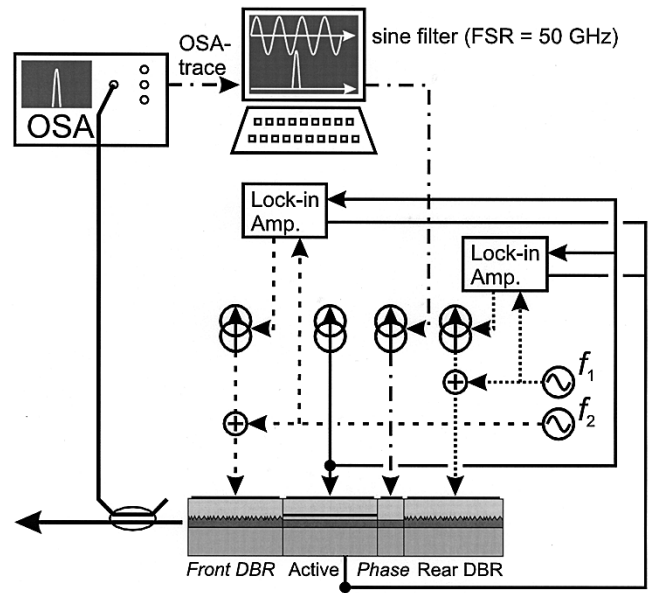 OSA-
trace
sine filter (FSR = 50 GHz)
OSA
Lock-in
Amp.
Lock-in
Amp.
f1
f2
Front DBR Active Phase Rear DBR